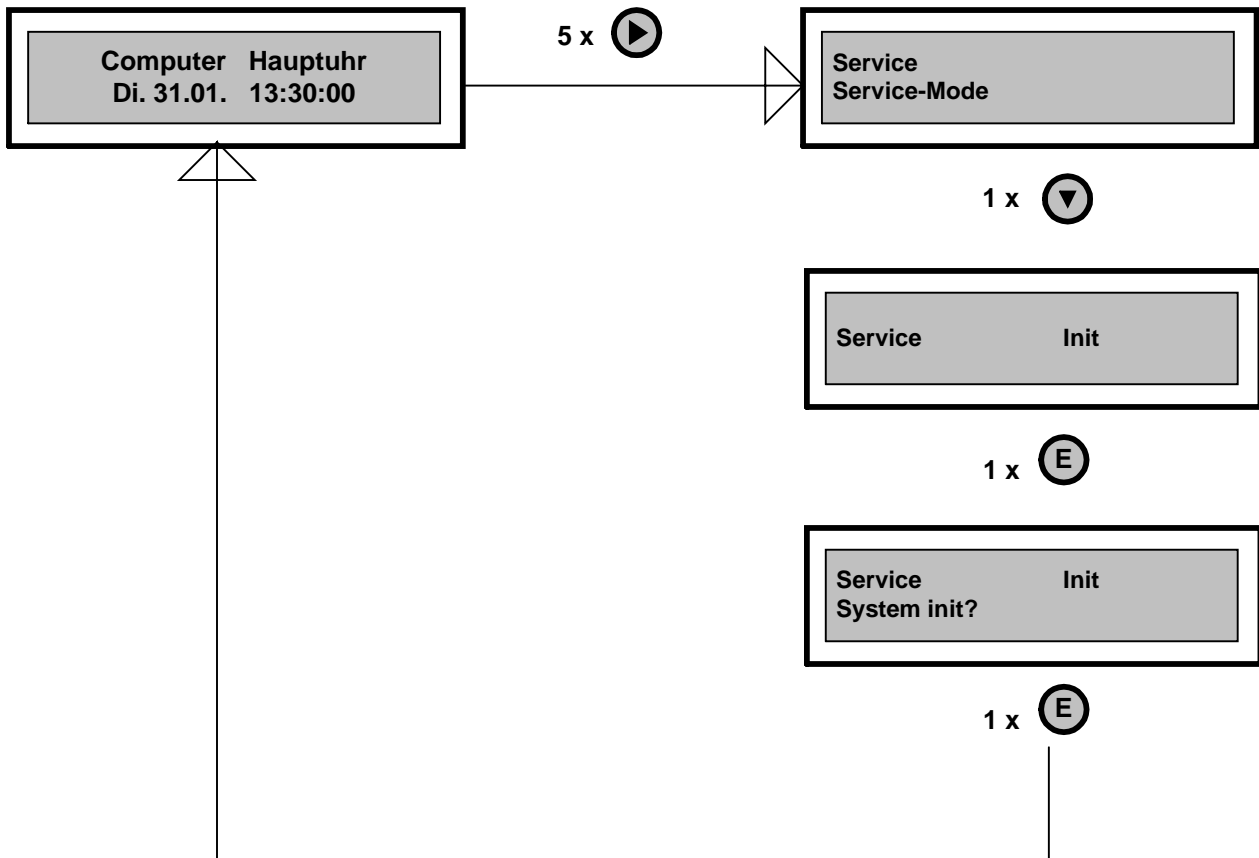 Computer Hauptuhr
Di. 31.01. 13:30:00
5 x
Service
Service-Mode
1 x
Service Init
1 x E
Service Init
System init?
1 x E